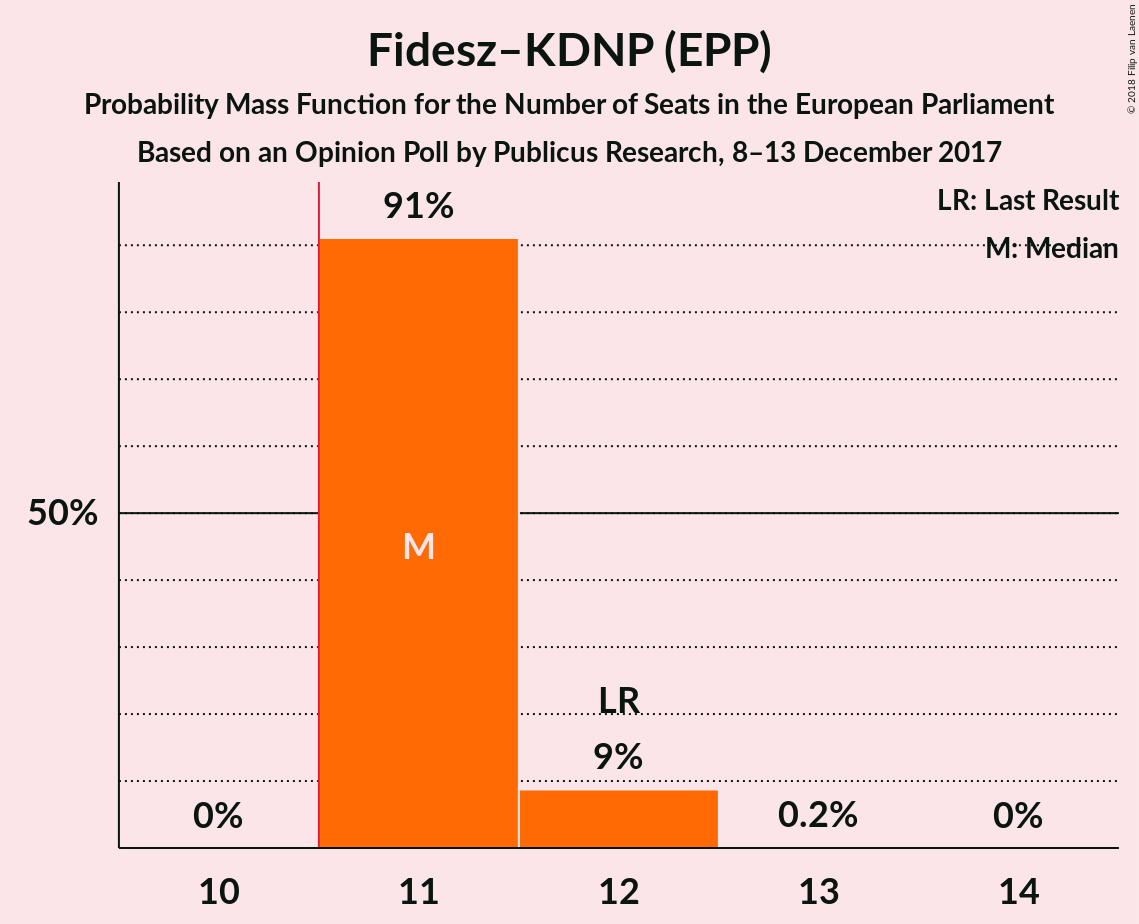 Fidesz–KDNP (EPP)
Probability Mass Function for the Number of Seats in the European Parliament
Based on an Opinion Poll by Publicus Research, 8–13 December 2017
© 2018 Filip van Laenen
LR: Last Result
M: Median
91%
50%
M
LR
9%
0%
0.2%
0%
10 11 12 13 14